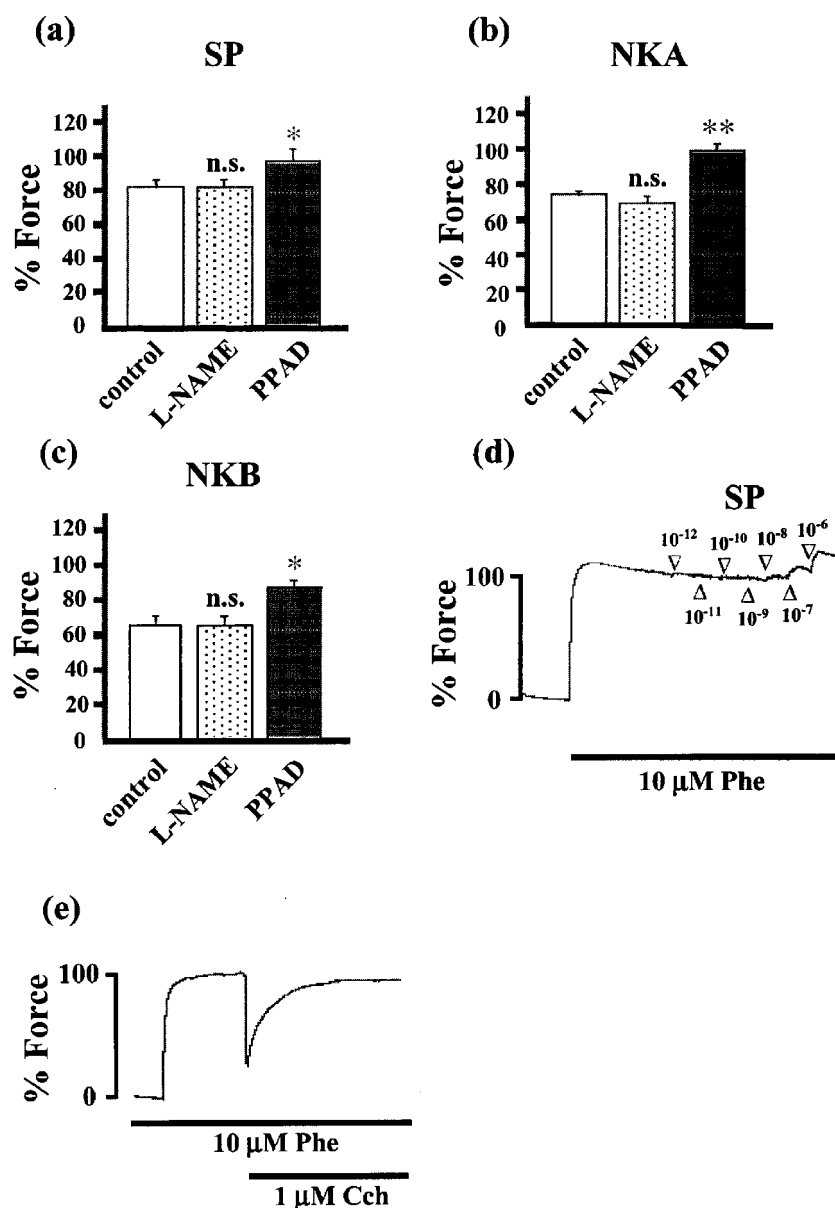 (a)
SP
% Force
120
100
80
60
40
20
0
n.s.
*
control
L-NAME
PPAD
(b)
NKA
% Force
120
100
80
60
40
20
0
n.s.
**
control
L-NAME
PPAD
(c)
NKB
% Force
120
100
80
60
40
20
0
n.s.
*
control
L-NAME
PPAD
(d)
SP
% Force
100
0
10⁻¹² 10⁻¹⁰ 10⁻⁸ 10⁻⁶
10⁻¹¹ 10⁻⁹ 10⁻⁷
10 μM Phe
(e)
% Force
100
0
10 μM Phe
1 μM Cch